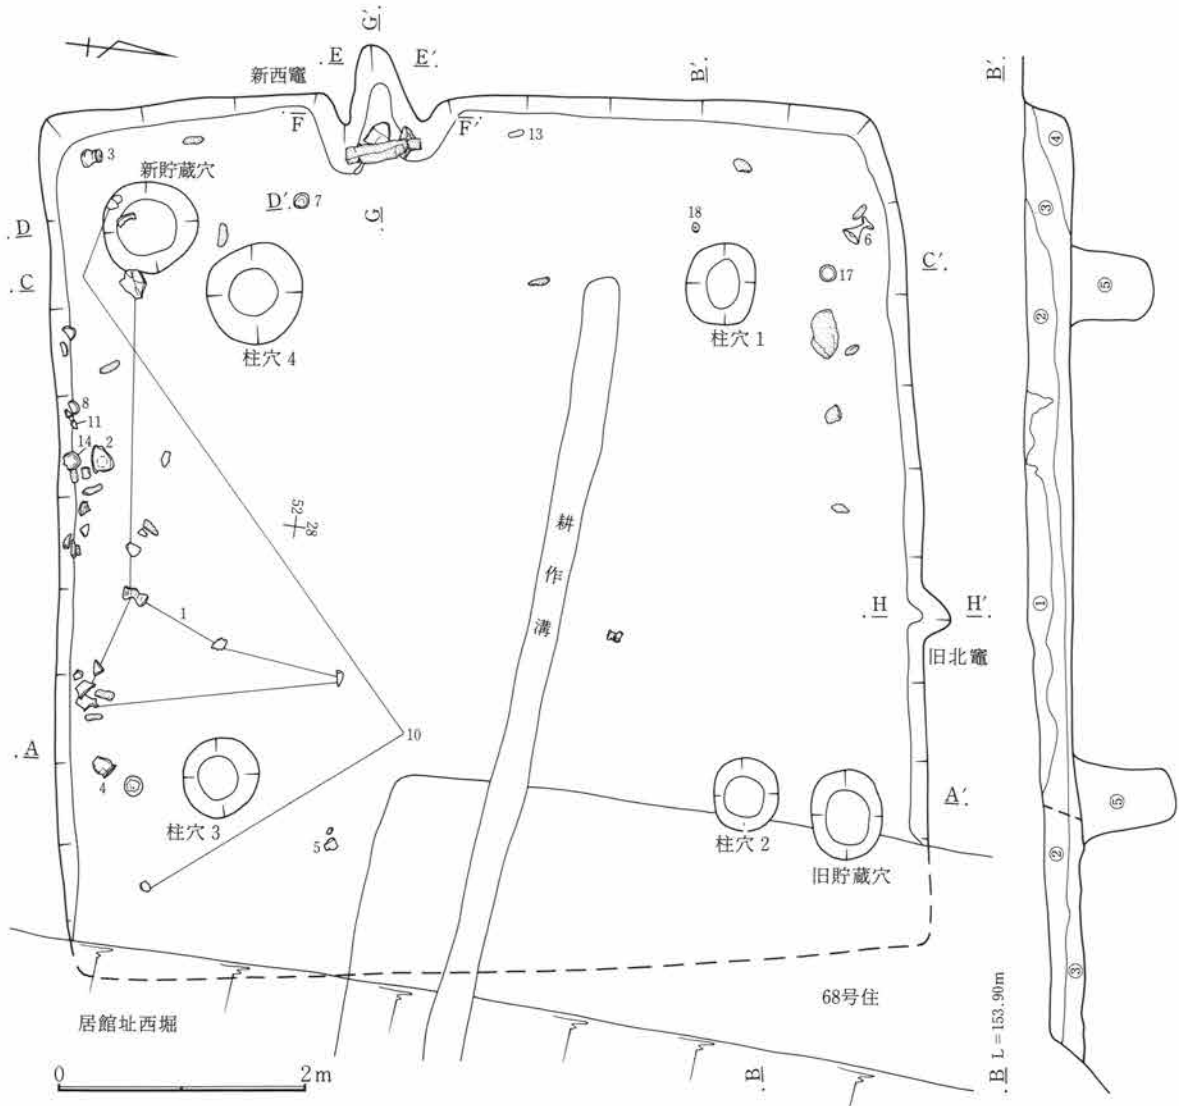 G′
E E′
新西竈
B′
B′
F F′
3
13
新貯蔵穴
D′ 7
G
18
6
D
C′
17
C
柱穴 4
柱穴 1
8
11
14 2
52
28
耕作溝
1
H H′
旧北竈
10
A
A′
4
柱穴 3
柱穴 2
5
旧貯蔵穴
68号住
居館址西堀
0 2 m
B
B L=153.90m
④
③
⑤
②
①
⑤
②
③